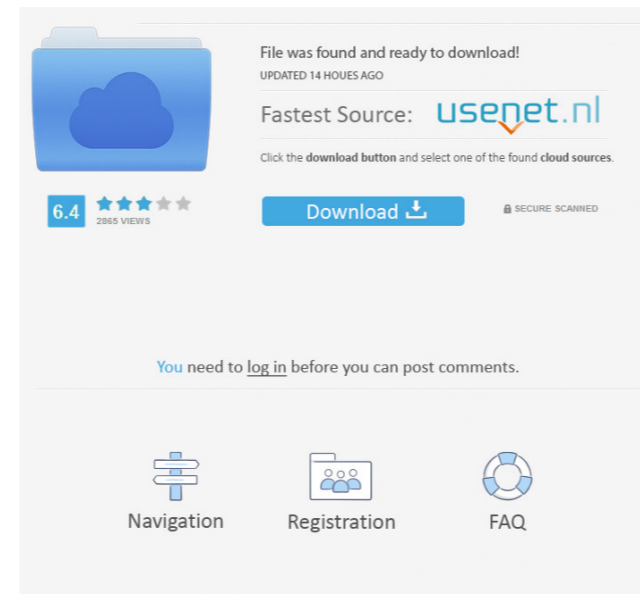 File was found and ready to download!
UPDATED 14 HOUES AGO
Fastest Source: usenet.nl
Click the download button and select one of the found cloud sources.
6.4
2865 VIEWS
Download
SECURE SCANNED
You need to log in before you can post comments.
Navigation
Registration
FAQ